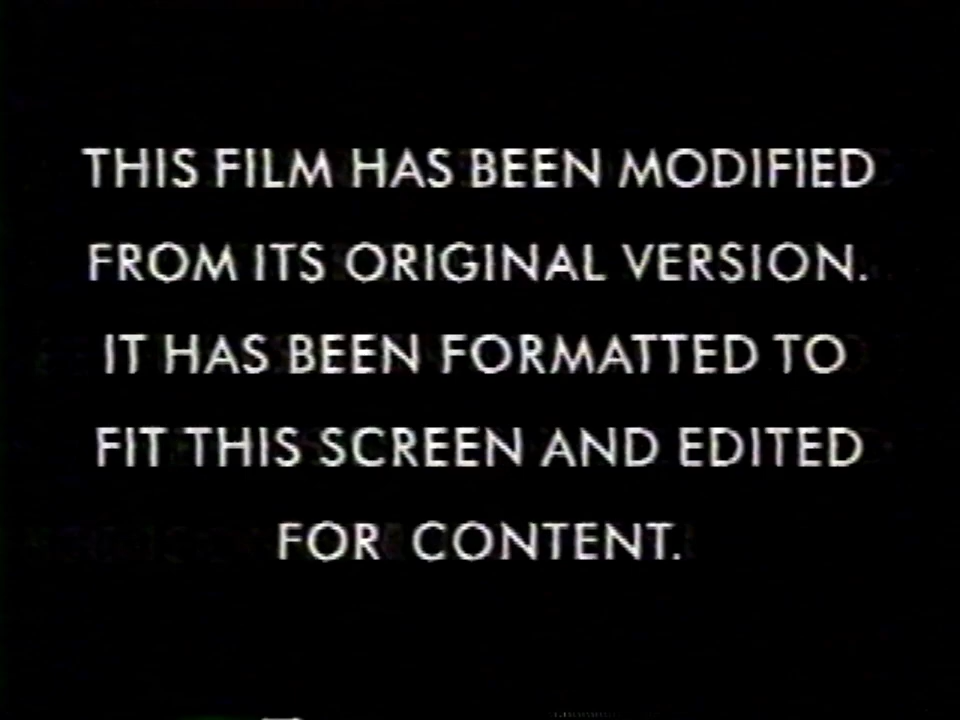 THIS FILM HAS BEEN MODIFIED
FROM ITS ORIGINAL VERSION.
IT HAS BEEN FORMATTED TO
FIT THIS SCREEN AND EDITED
FOR CONTENT.